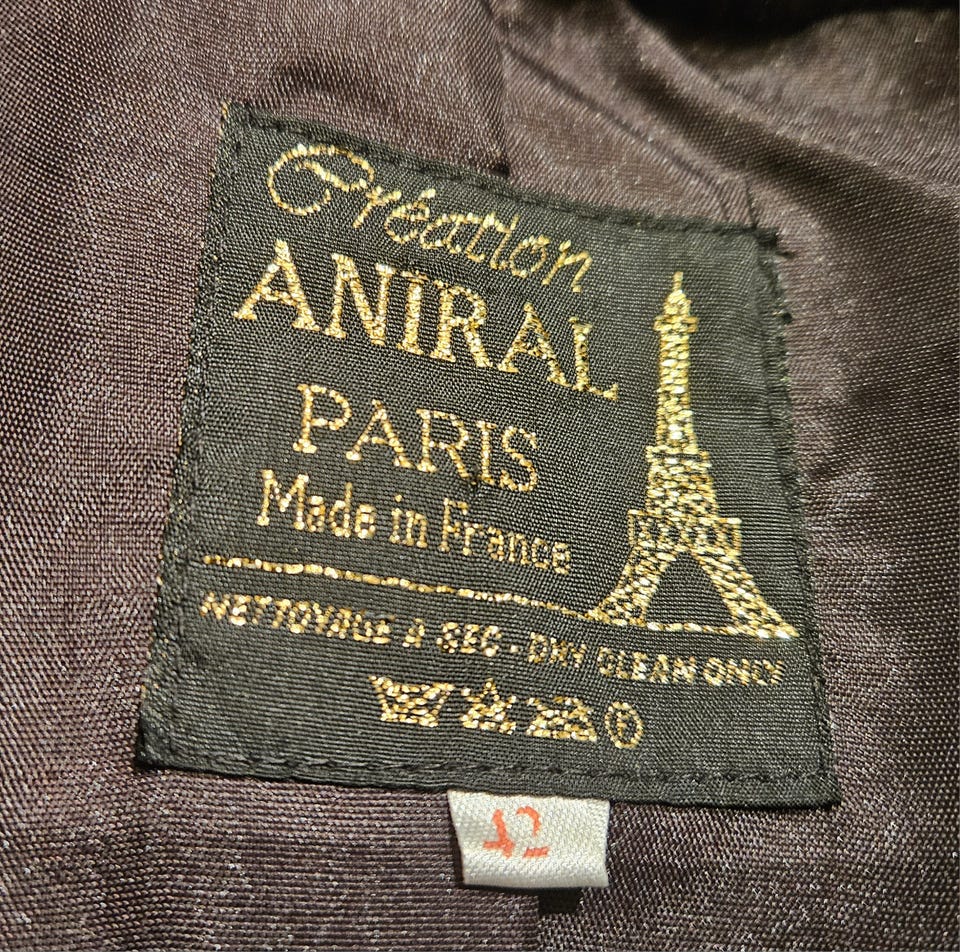 Création
ANIRAL
PARIS
Made in France
NETTOYAGE A SEC - DRY CLEAN ONLY
F
42